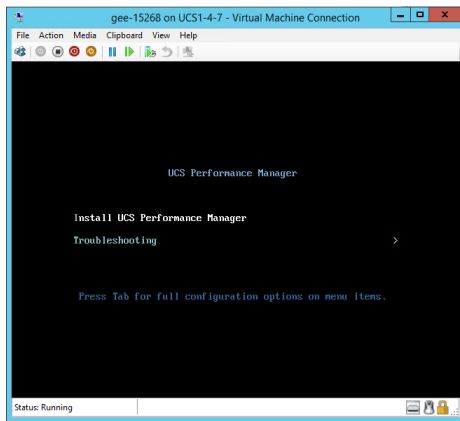 gee-15268 on UCS1-4-7 - Virtual Machine Connection
File Action Media Clipboard View Help
UCS Performance Manager
Install UCS Performance Manager
Troubleshooting >
Press Tab for full configuration options on menu items.
Status: Running